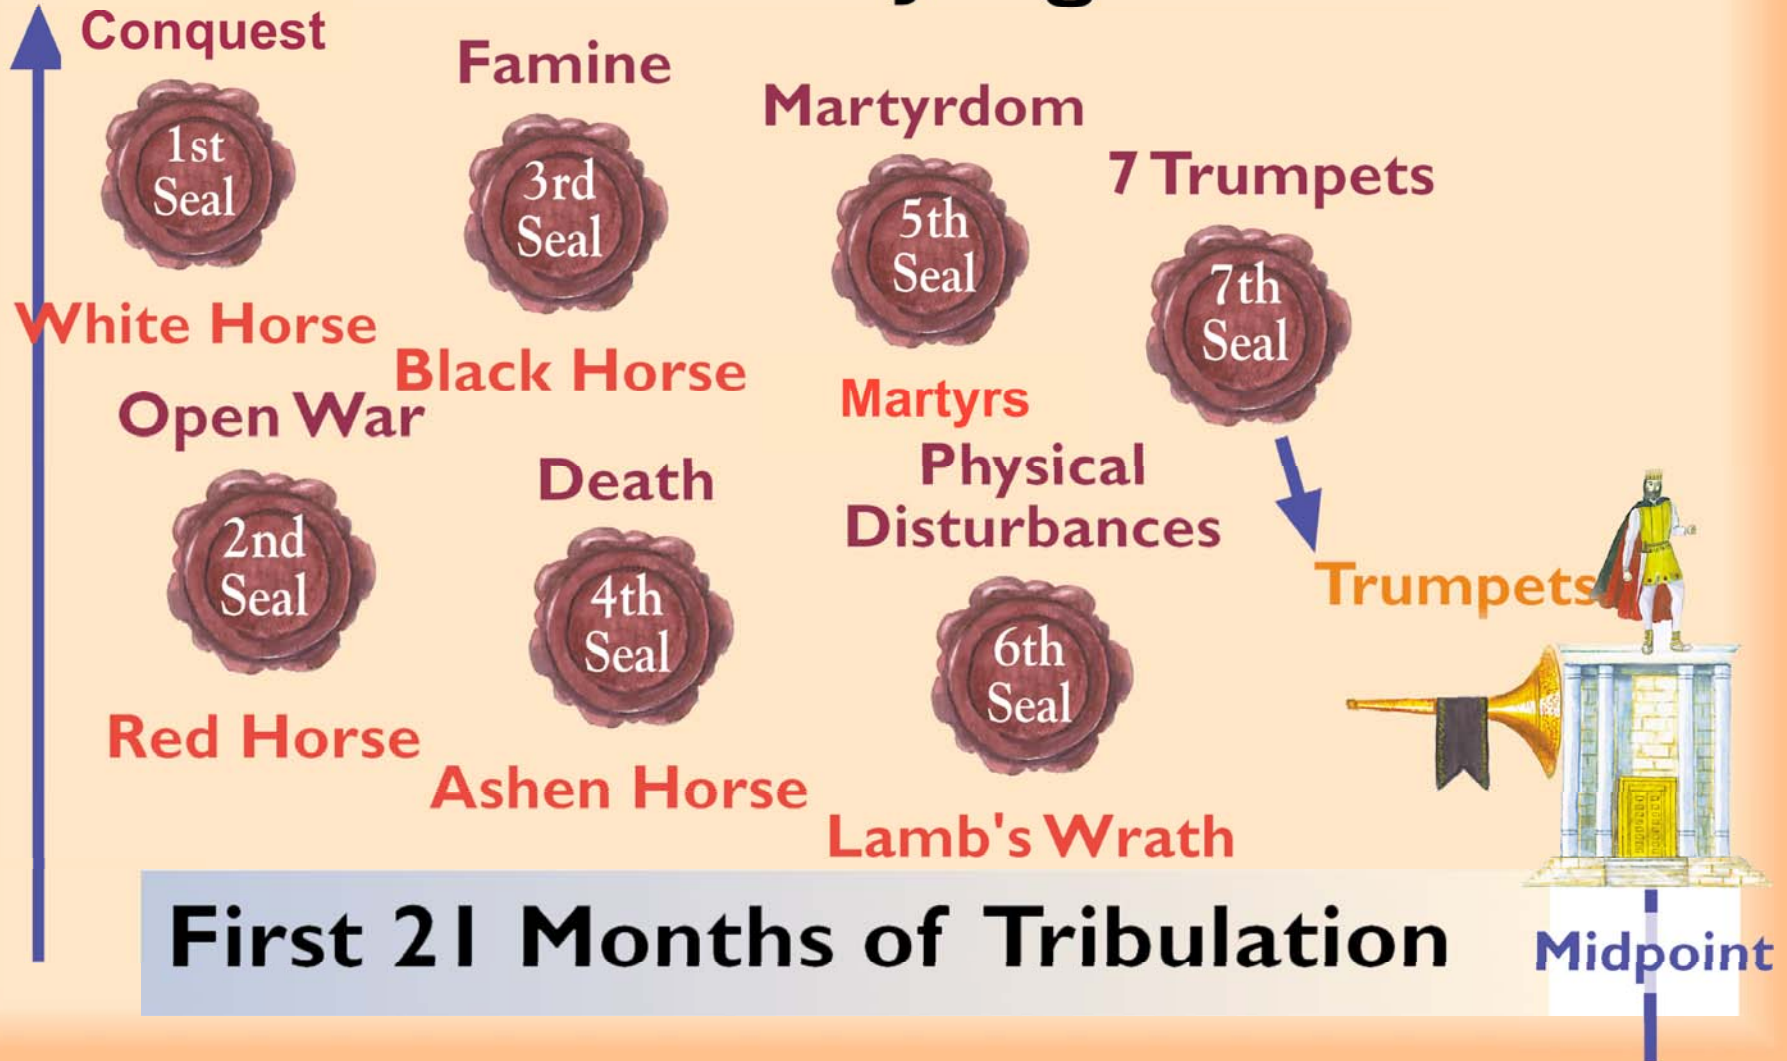 Conquest
1st
Seal
White Horse
Open War
2nd
Seal
Red Horse
Famine
3rd
Seal
Black Horse
Death
4th
Seal
Ashen Horse
Martyrdom
5th
Seal
Martyrs
Physical
Disturbances
6th
Seal
Lamb's Wrath
7 Trumpets
7th
Seal
Trumpets
First 21 Months of Tribulation
Midpoint